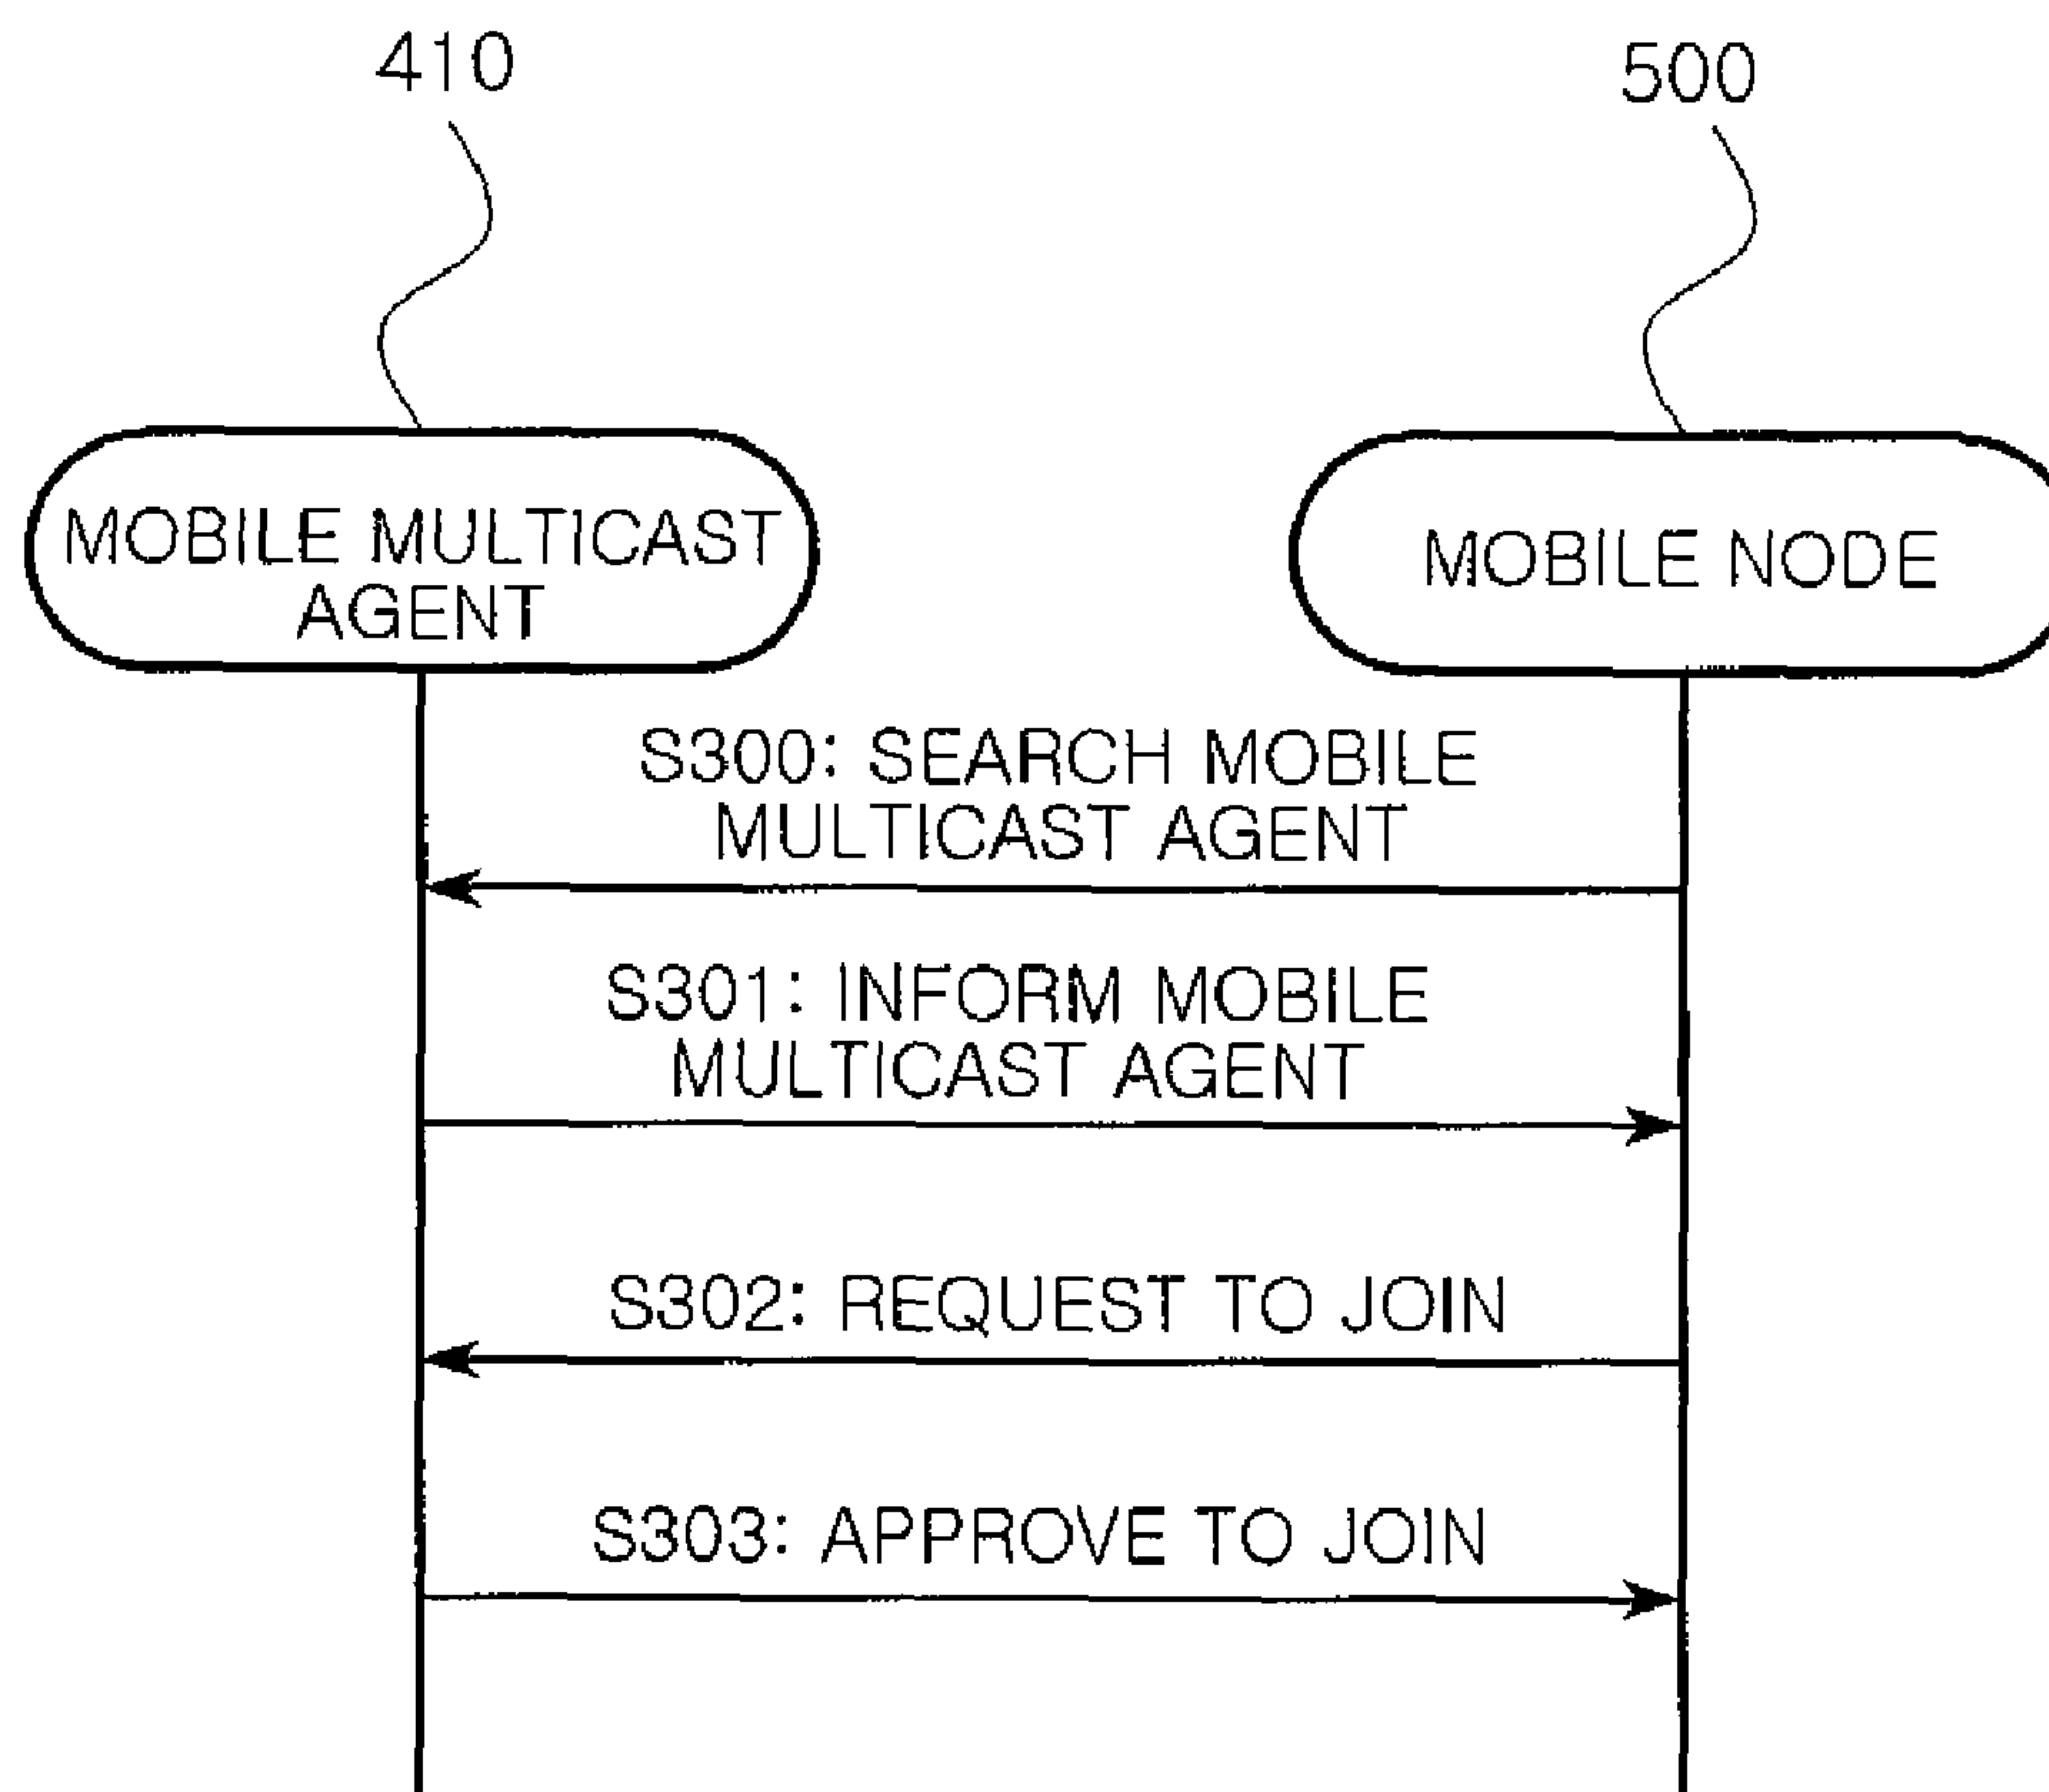 410
500
MOBILE MULTICAST
AGENT
MOBILE NODE
S300: SEARCH MOBILE
MULTICAST AGENT
S301: INFORM MOBILE
MULTICAST AGENT
S302: REQUEST TO JOIN
S303: APPROVE TO JOIN